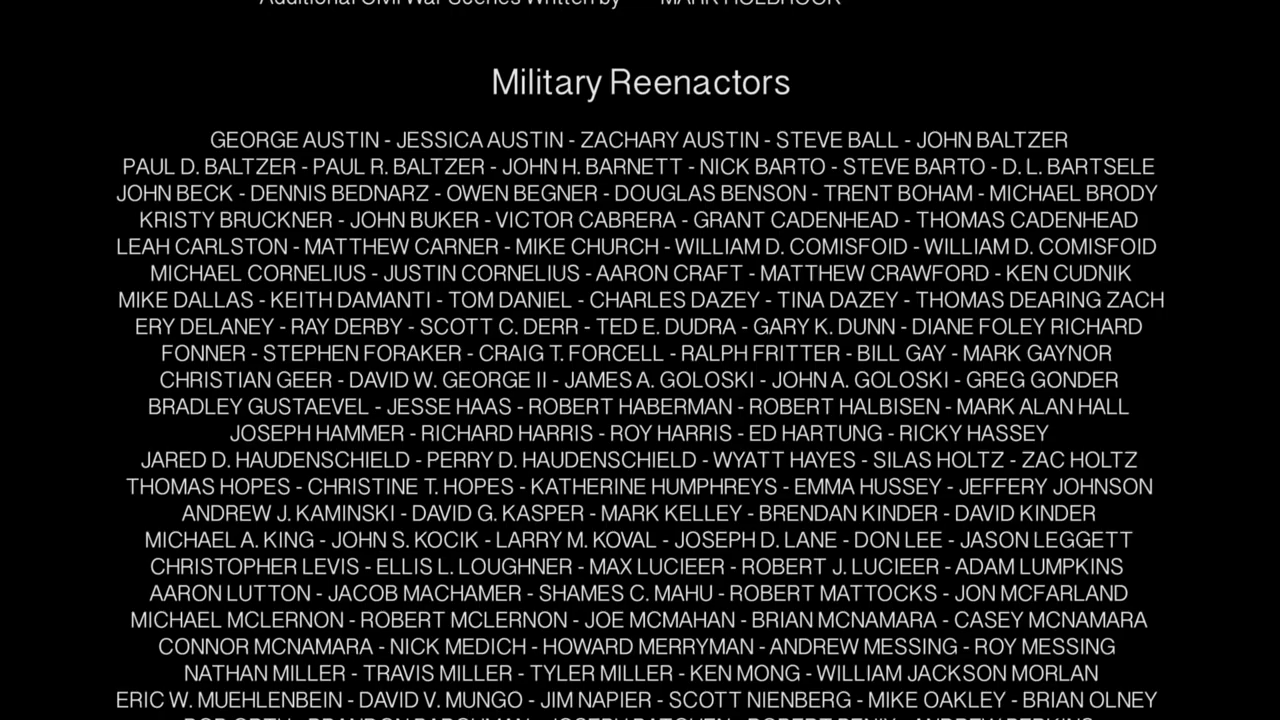 Additional Civil War Scenes Written by MARK HOLBROOK
Military Reenactors
GEORGE AUSTIN - JESSICA AUSTIN - ZACHARY AUSTIN - STEVE BALL - JOHN BALTZER
PAUL D. BALTZER - PAUL R. BALTZER - JOHN H. BARNETT - NICK BARTO - STEVE BARTO - D. L. BARTSELE
JOHN BECK - DENNIS BEDNARZ - OWEN BEGNER - DOUGLAS BENSON - TRENT BOHAM - MICHAEL BRODY
KRISTY BRUCKNER - JOHN BUKER - VICTOR CABRERA - GRANT CADENHEAD - THOMAS CADENHEAD
LEAH CARLSTON - MATTHEW CARNER - MIKE CHURCH - WILLIAM D. COMISFOID - WILLIAM D. COMISFOID
MICHAEL CORNELIUS - JUSTIN CORNELIUS - AARON CRAFT - MATTHEW CRAWFORD - KEN CUDNIK
MIKE DALLAS - KEITH DAMANTI - TOM DANIEL - CHARLES DAZEY - TINA DAZEY - THOMAS DEARING ZACH
ERY DELANEY - RAY DERBY - SCOTT C. DERR - TED E. DUDRA - GARY K. DUNN - DIANE FOLEY RICHARD
FONNER - STEPHEN FORAKER - CRAIG T. FORCELL - RALPH FRITTER - BILL GAY - MARK GAYNOR
CHRISTIAN GEER - DAVID W. GEORGE II - JAMES A. GOLOSKI - JOHN A. GOLOSKI - GREG GONDER
BRADLEY GUSTAEVEL - JESSE HAAS - ROBERT HABERMAN - ROBERT HALBISEN - MARK ALAN HALL
JOSEPH HAMMER - RICHARD HARRIS - ROY HARRIS - ED HARTUNG - RICKY HASSEY
JARED D. HAUDENSCHIELD - PERRY D. HAUDENSCHIELD - WYATT HAYES - SILAS HOLTZ - ZAC HOLTZ
THOMAS HOPES - CHRISTINE T. HOPES - KATHERINE HUMPHREYS - EMMA HUSSEY - JEFFERY JOHNSON
ANDREW J. KAMINSKI - DAVID G. KASPER - MARK KELLEY - BRENDAN KINDER - DAVID KINDER
MICHAEL A. KING - JOHN S. KOCIK - LARRY M. KOVAL - JOSEPH D. LANE - DON LEE - JASON LEGGETT
CHRISTOPHER LEVIS - ELLIS L. LOUGHNER - MAX LUCIEER - ROBERT J. LUCIEER - ADAM LUMPKINS
AARON LUTTON - JACOB MACHAMER - SHAMES C. MAHU - ROBERT MATTOCKS - JON MCFARLAND
MICHAEL MCLERNON - ROBERT MCLERNON - JOE MCMAHAN - BRIAN MCNAMARA - CASEY MCNAMARA
CONNOR MCNAMARA - NICK MEDICH - HOWARD MERRYMAN - ANDREW MESSING - ROY MESSING
NATHAN MILLER - TRAVIS MILLER - TYLER MILLER - KEN MONG - WILLIAM JACKSON MORLAN
ERIC W. MUEHLENBEIN - DAVID V. MUNGO - JIM NAPIER - SCOTT NIENBERG - MIKE OAKLEY - BRIAN OLNEY